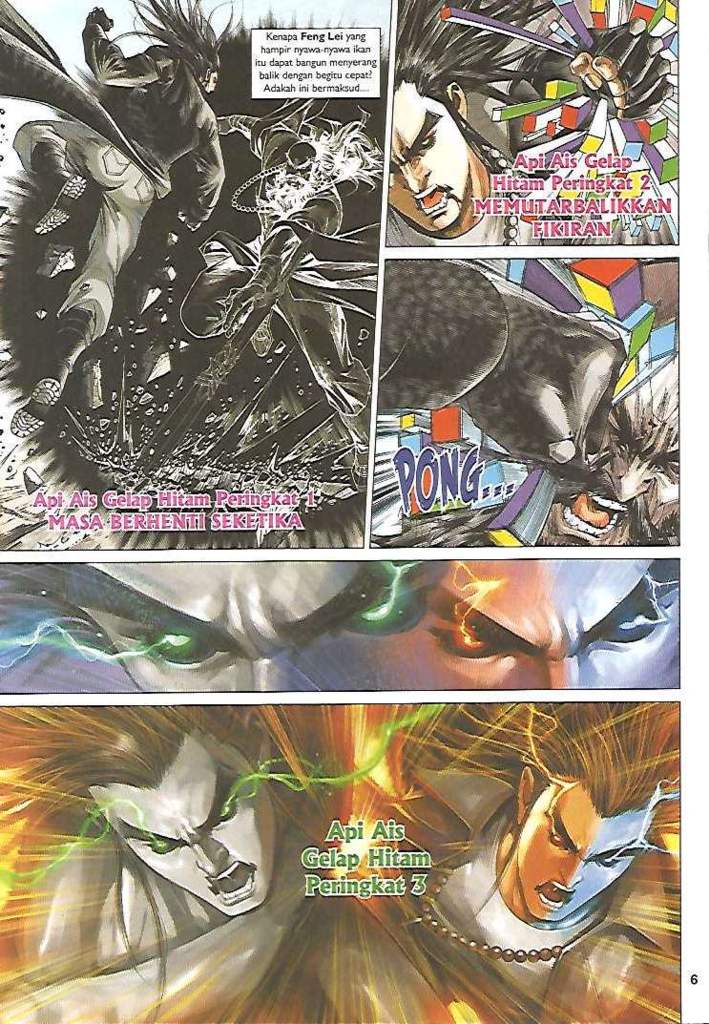 Kenapa Feng Lei yang
hampir nyawa-nyawa ikan
itu dapat bangun menyerang
balik dengan begitu cepat?
Adakah ini bermaksud....
Api Ais Gelap Hitam Peringkat 1
MASA BERHENTI SEKETIKA
Api Ais Gelap
Hitam Peringkat 2
MEMUTARBALIKKAN
FIKIRAN
PONG...
Api Ais
Gelap Hitam
Peringkat 3
6